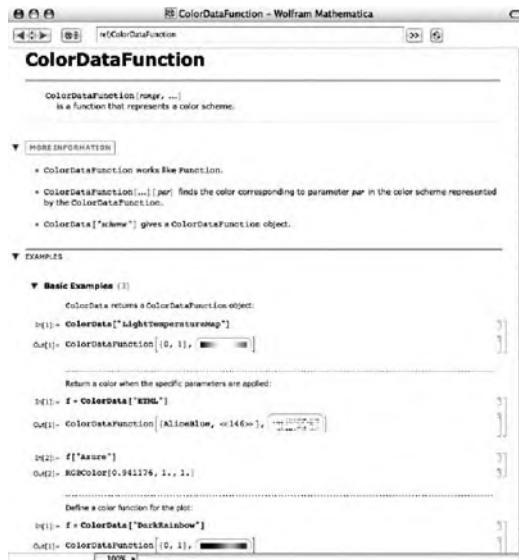 ColorDataFunction – Wolfram Mathematica
ref/ColorDataFunction
>>
ColorDataFunction
ColorDataFunction[range, ...]
is a function that represents a color scheme.
MORE INFORMATION
ColorDataFunction works like Function.
ColorDataFunction[...][par] finds the color corresponding to parameter par in the color scheme represented
by the ColorDataFunction.
ColorData["scheme"] gives a ColorDataFunction object.
EXAMPLES
Basic Examples (3)
ColorData returns a ColorDataFunction object:
In[1]:= ColorData["LightTemperatureMap"]
Out[1]= ColorDataFunction[{0, 1}, ]
Return a color when the specific parameters are applied:
In[1]:= f = ColorData["HTML"]
Out[1]= ColorDataFunction[{AliceBlue, «146»}, ]
In[2]:= f["Azure"]
Out[2]= RGBColor[0.941176, 1., 1.]
Define a color function for the plot:
In[1]:= f = ColorData["DarkRainbow"]
Out[1]= ColorDataFunction[{0, 1}, ]
100%